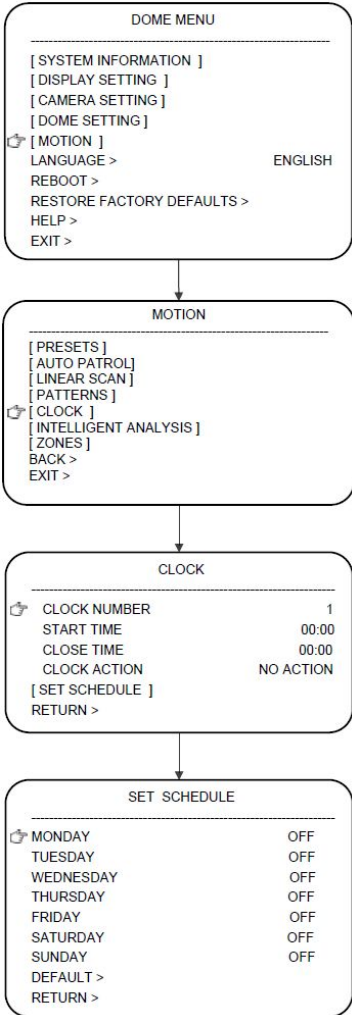 DOME MENU
[ SYSTEM INFORMATION ]
[ DISPLAY SETTING ]
[ CAMERA SETTING ]
[ DOME SETTING ]
[ MOTION ]
LANGUAGE > ENGLISH
REBOOT >
RESTORE FACTORY DEFAULTS >
HELP >
EXIT >
MOTION
[ PRESETS ]
[ AUTO PATROL]
[ LINEAR SCAN ]
[ PATTERNS ]
[ CLOCK ]
[ INTELLIGENT ANALYSIS ]
[ ZONES ]
BACK >
EXIT >
CLOCK
CLOCK NUMBER 1
START TIME 00:00
CLOSE TIME 00:00
CLOCK ACTION NO ACTION
[ SET SCHEDULE ]
RETURN >
SET SCHEDULE
MONDAY OFF
TUESDAY OFF
WEDNESDAY OFF
THURSDAY OFF
FRIDAY OFF
SATURDAY OFF
SUNDAY OFF
DEFAULT >
RETURN >